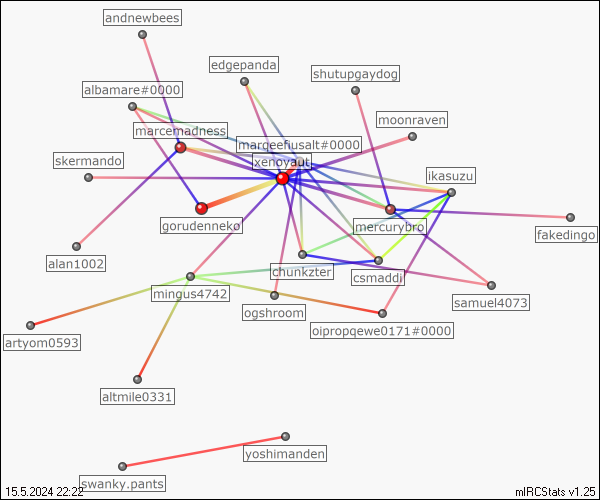 andnewbees
edgepanda
shutupgaydog
albamare#0000
moonraven
marcemadness
margeefiusalt#0000
xenoyaut
skermando
ikasuzu
gorudenneko
mercurybro
fakedingo
alan1002
chunkzter
csmaddi
mingus4742
samuel4073
ogshroom
oipropqewe0171#0000
artyom0593
altmile0331
yoshimanden
swanky.pants
15.5.2024 22:22
mIRCStats v1.25